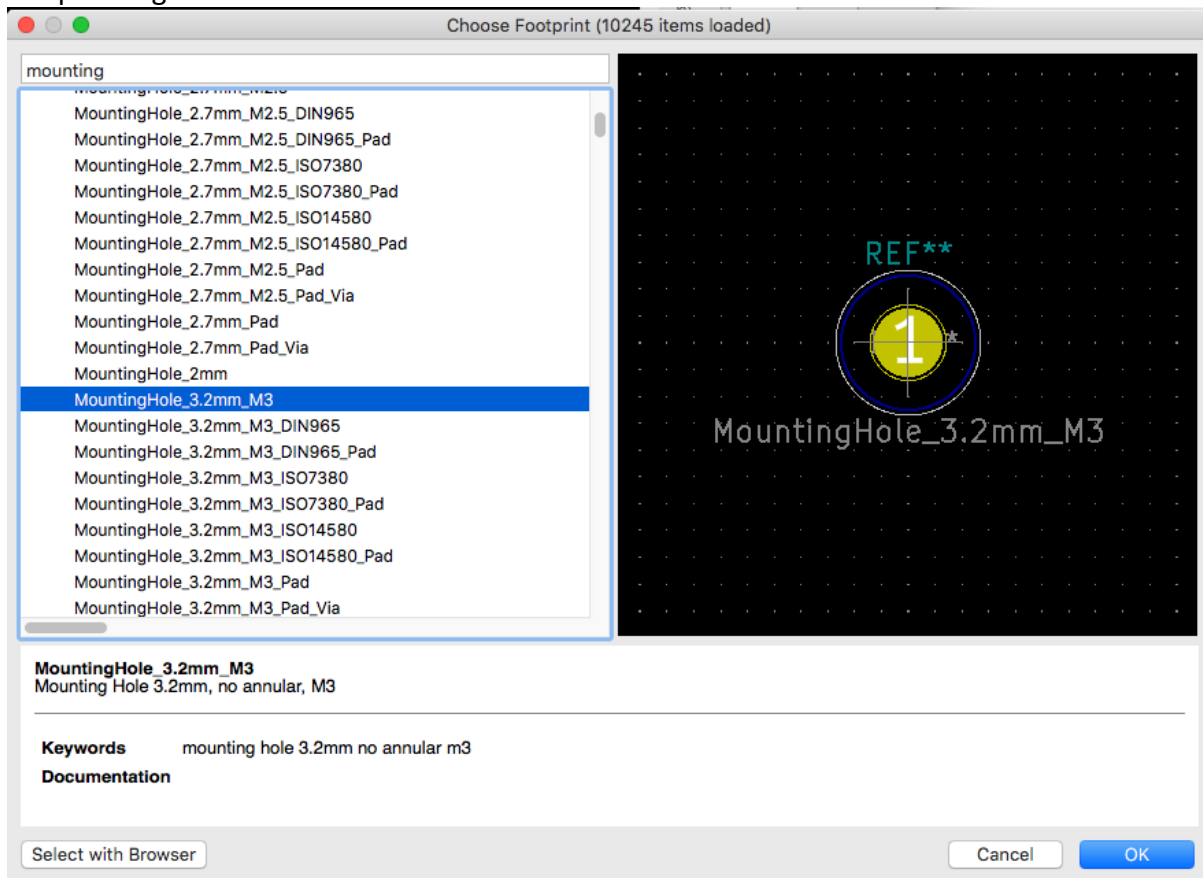 Choose Footprint (10245 items loaded)
mounting
MountingHole_2.7mm_M2.5
MountingHole_2.7mm_M2.5_DIN965
MountingHole_2.7mm_M2.5_DIN965_Pad
MountingHole_2.7mm_M2.5_ISO7380
MountingHole_2.7mm_M2.5_ISO7380_Pad
MountingHole_2.7mm_M2.5_ISO14580
MountingHole_2.7mm_M2.5_ISO14580_Pad
MountingHole_2.7mm_M2.5_Pad
MountingHole_2.7mm_M2.5_Pad_Via
MountingHole_2.7mm_Pad
MountingHole_2.7mm_Pad_Via
MountingHole_2mm
MountingHole_3.2mm_M3
MountingHole_3.2mm_M3_DIN965
MountingHole_3.2mm_M3_DIN965_Pad
MountingHole_3.2mm_M3_ISO7380
MountingHole_3.2mm_M3_ISO7380_Pad
MountingHole_3.2mm_M3_ISO14580
MountingHole_3.2mm_M3_ISO14580_Pad
MountingHole_3.2mm_M3_Pad
MountingHole_3.2mm_M3_Pad_Via
REF**
1
*
MountingHole_3.2mm_M3
MountingHole_3.2mm_M3
Mounting Hole 3.2mm, no annular, M3
Keywords mounting hole 3.2mm no annular m3
Documentation
Select with Browser
Cancel
OK